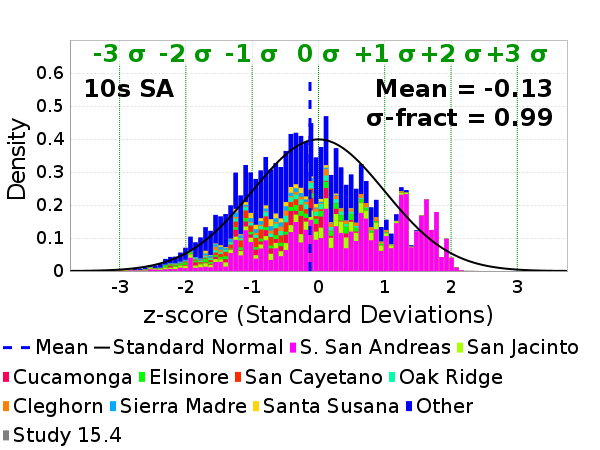 -3 σ -2 σ -1 σ 0 σ +1 σ +2 σ +3 σ
10s SA
Mean = -0.13
σ-fract = 0.99
Density
0.6
0.5
0.4
0.3
0.2
0.1
0
-3 -2 -1 0 1 2 3
z-score (Standard Deviations)
Mean Standard Normal S. San Andreas San Jacinto
Cucamonga Elsinore San Cayetano Oak Ridge
Cleghorn Sierra Madre Santa Susana Other
Study 15.4